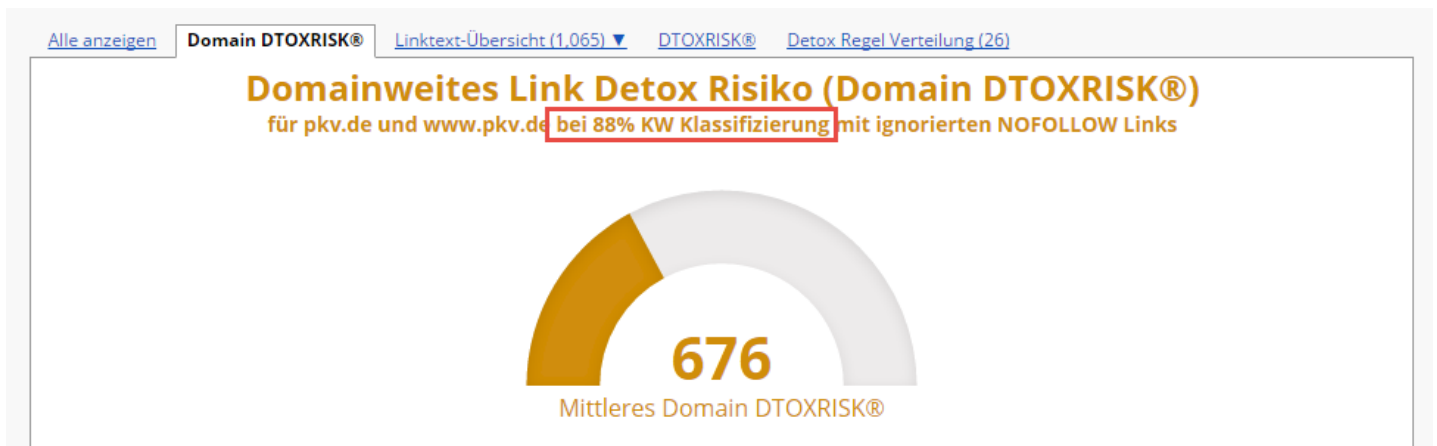 Alle anzeigen Domain DTOXRISK® Linktext-Übersicht (1,065) ▼ DTOXRISK® Detox Regel Verteilung (26)
Domainweites Link Detox Risiko (Domain DTOXRISK®)
für pkv.de und www.pkv.de bei 88% KW Klassifizierung mit ignorierten NOFOLLOW Links
676
Mittleres Domain DTOXRISK®